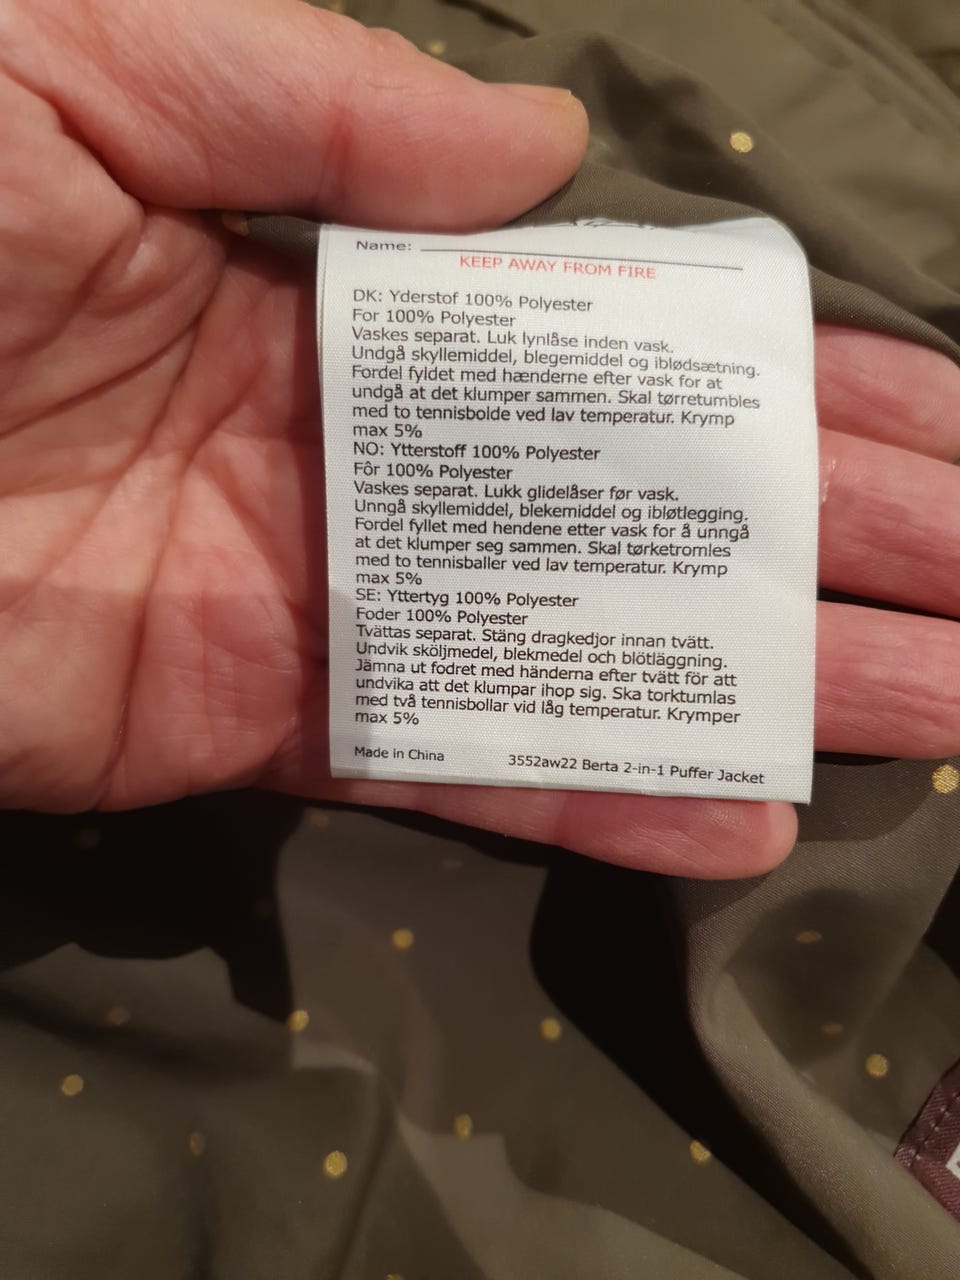 Name:
KEEP AWAY FROM FIRE
DK: Yderstof 100% Polyester
For 100% Polyester
Vaskes separat. Luk lynlåse inden vask.
Undgå skyllemiddel, blegemiddel og iblødsætning.
Fordel fyldet med hænderne efter vask for at
undgå at det klumper sammen. Skal tørretumbles
med to tennisbolde ved lav temperatur. Krymp
max 5%
NO: Ytterstoff 100% Polyester
Fôr 100% Polyester
Vaskes separat. Lukk glidelåser før vask.
Unngå skyllemiddel, blekemiddel og ibløtlegging.
Fordel fyllet med hendene etter vask for å unngå
at det klumper seg sammen. Skal tørketromles
med to tennisballer ved lav temperatur. Krymp
max 5%
SE: Yttertyg 100% Polyester
Foder 100% Polyester
Tvättas separat. Stäng dragkedjor innan tvätt.
Undvik sköljmedel, blekmedel och blötläggning.
Jämna ut fodret med händerna efter tvätt för att
undvika att det klumpar ihop sig. Ska torktumlas
med två tennisbollar vid låg temperatur. Krymper
max 5%
Made in China
3552aw22 Berta 2-in-1 Puffer Jacket